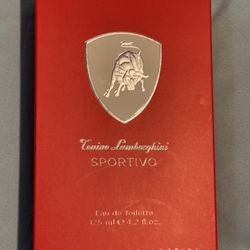 Tonino Lamborghini
SPORTIVO
Eau de Toilette
125 ml ℮ 4.2 fl.oz.